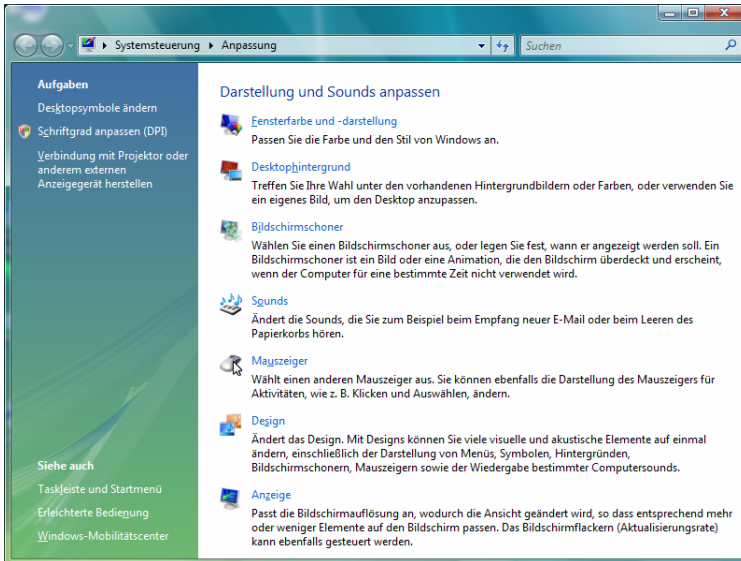 Systemsteuerung ▸ Anpassung
Suchen
Aufgaben
Desktopsymbole ändern
Schriftgrad anpassen (DPI)
Verbindung mit Projektor oder
anderem externen
Anzeigegerät herstellen
Siehe auch
Taskleiste und Startmenü
Erleichterte Bedienung
Windows-Mobilitätscenter
Darstellung und Sounds anpassen
Fensterfarbe und -darstellung
Passen Sie die Farbe und den Stil von Windows an.
Desktophintergrund
Treffen Sie Ihre Wahl unter den vorhandenen Hintergrundbildern oder Farben, oder verwenden Sie
ein eigenes Bild, um den Desktop anzupassen.
Bildschirmschoner
Wählen Sie einen Bildschirmschoner aus, oder legen Sie fest, wann er angezeigt werden soll. Ein
Bildschirmschoner ist ein Bild oder eine Animation, die den Bildschirm überdeckt und erscheint,
wenn der Computer für eine bestimmte Zeit nicht verwendet wird.
Sounds
Ändert die Sounds, die Sie zum Beispiel beim Empfang neuer E-Mail oder beim Leeren des
Papierkorbs hören.
Mauszeiger
Wählt einen anderen Mauszeiger aus. Sie können ebenfalls die Darstellung des Mauszeigers für
Aktivitäten, wie z. B. Klicken und Auswählen, ändern.
Design
Ändert das Design. Mit Designs können Sie viele visuelle und akustische Elemente auf einmal
ändern, einschließlich der Darstellung von Menüs, Symbolen, Hintergründen,
Bildschirmschonern, Mauszeigern sowie der Wiedergabe bestimmter Computersounds.
Anzeige
Passt die Bildschirmauflösung an, wodurch die Ansicht geändert wird, so dass entsprechend mehr
oder weniger Elemente auf den Bildschirm passen. Das Bildschirmflackern (Aktualisierungsrate)
kann ebenfalls gesteuert werden.